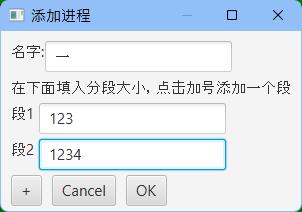 添加进程
名字: 一
在下面填入分段大小, 点击加号添加一个段
段1 123
段2 1234
+ Cancel OK